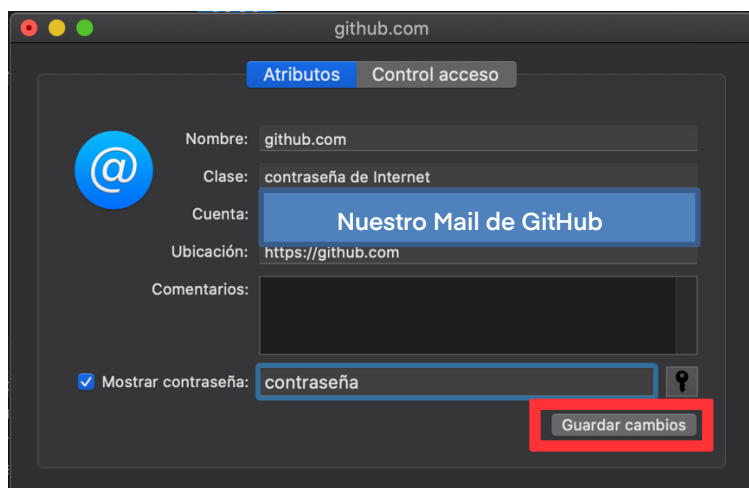 github.com
Atributos Control acceso
Nombre: github.com
@
Clase: contraseña de Internet
Cuenta: Nuestro Mail de GitHub
Ubicación: https://github.com
Comentarios:
Mostrar contraseña: contraseña
Guardar cambios